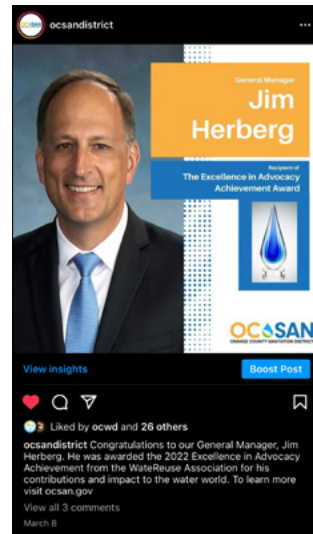 ocsandistrict
General Manager
Jim
Herberg
Recipient of
The Excellence in Advocacy
Achievement Award
OC SAN
ORANGE COUNTY SANITATION DISTRICT
View insights
Boost Post
Liked by ocwd and 26 others
ocsandistrict Congratulations to our General Manager, Jim
Herberg. He was awarded the 2022 Excellence in Advocacy
Achievement from the WateReuse Association for his
contributions and impact to the water world. To learn more
visit ocsan.gov
View all 3 comments
March 8